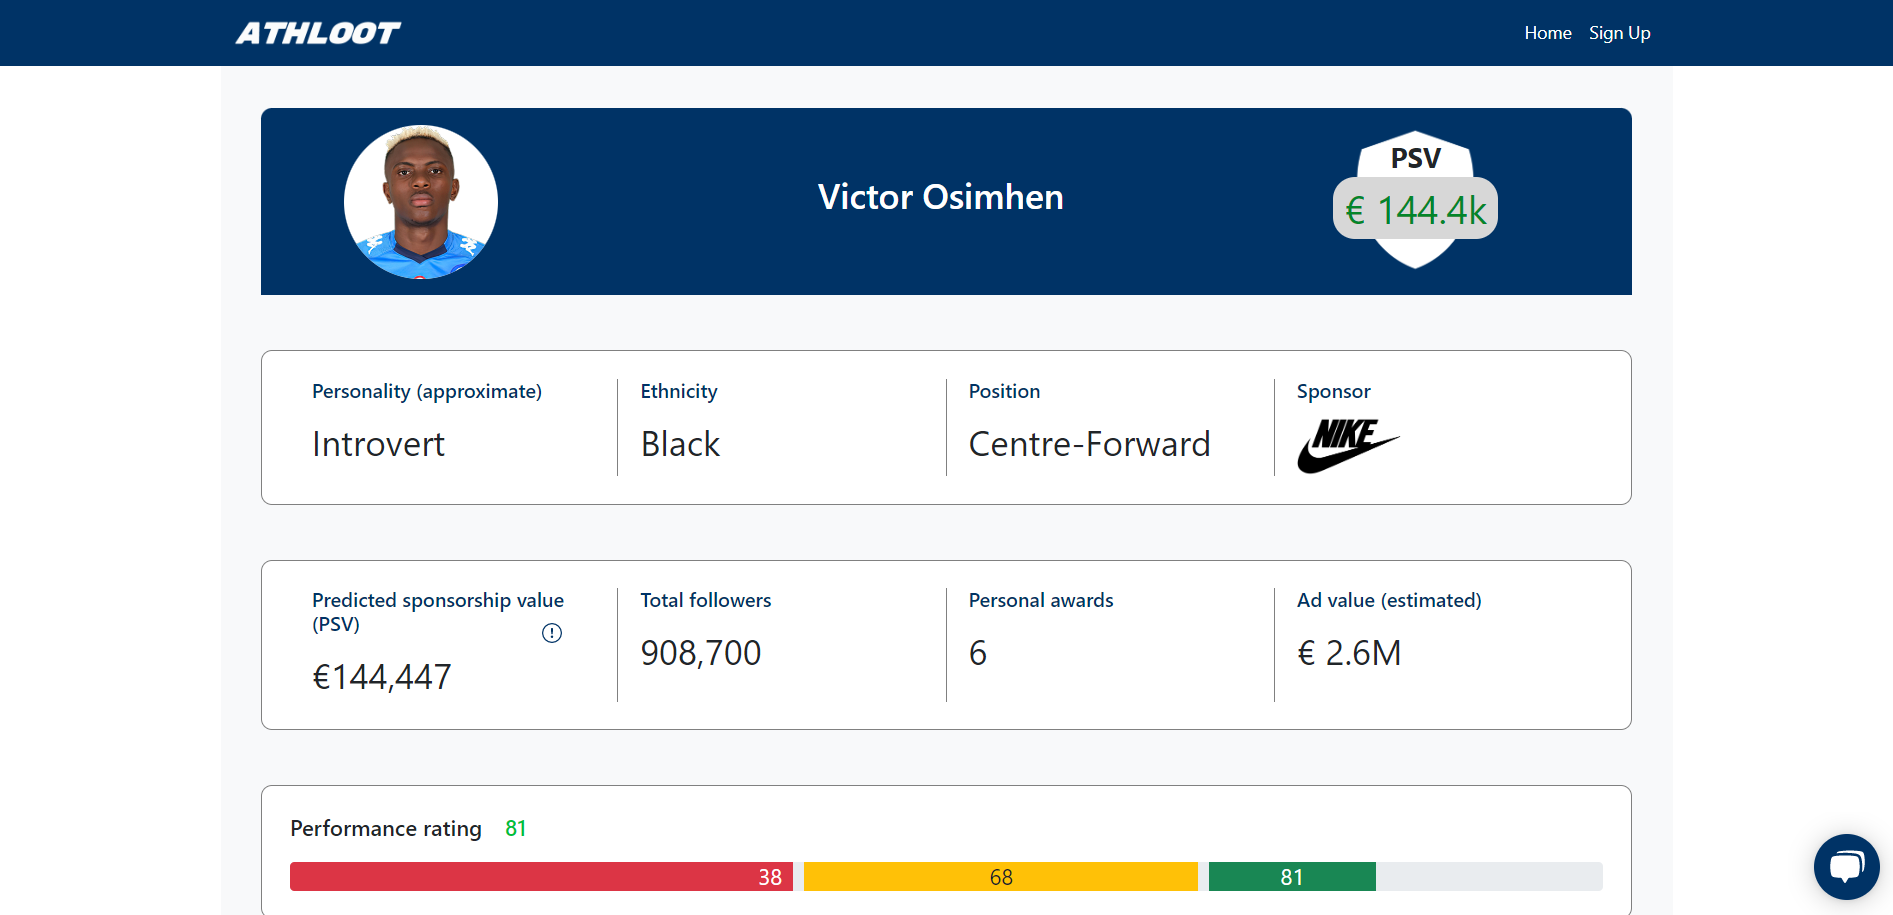 ATHLOOT
Home Sign Up
Victor Osimhen
PSV
€ 144.4k
Personality (approximate)
Introvert
Ethnicity
Black
Position
Centre-Forward
Sponsor
NIKE
Predicted sponsorship value
(PSV)
€144,447
Total followers
908,700
Personal awards
6
Ad value (estimated)
€ 2.6M
Performance rating 81
38 68 81